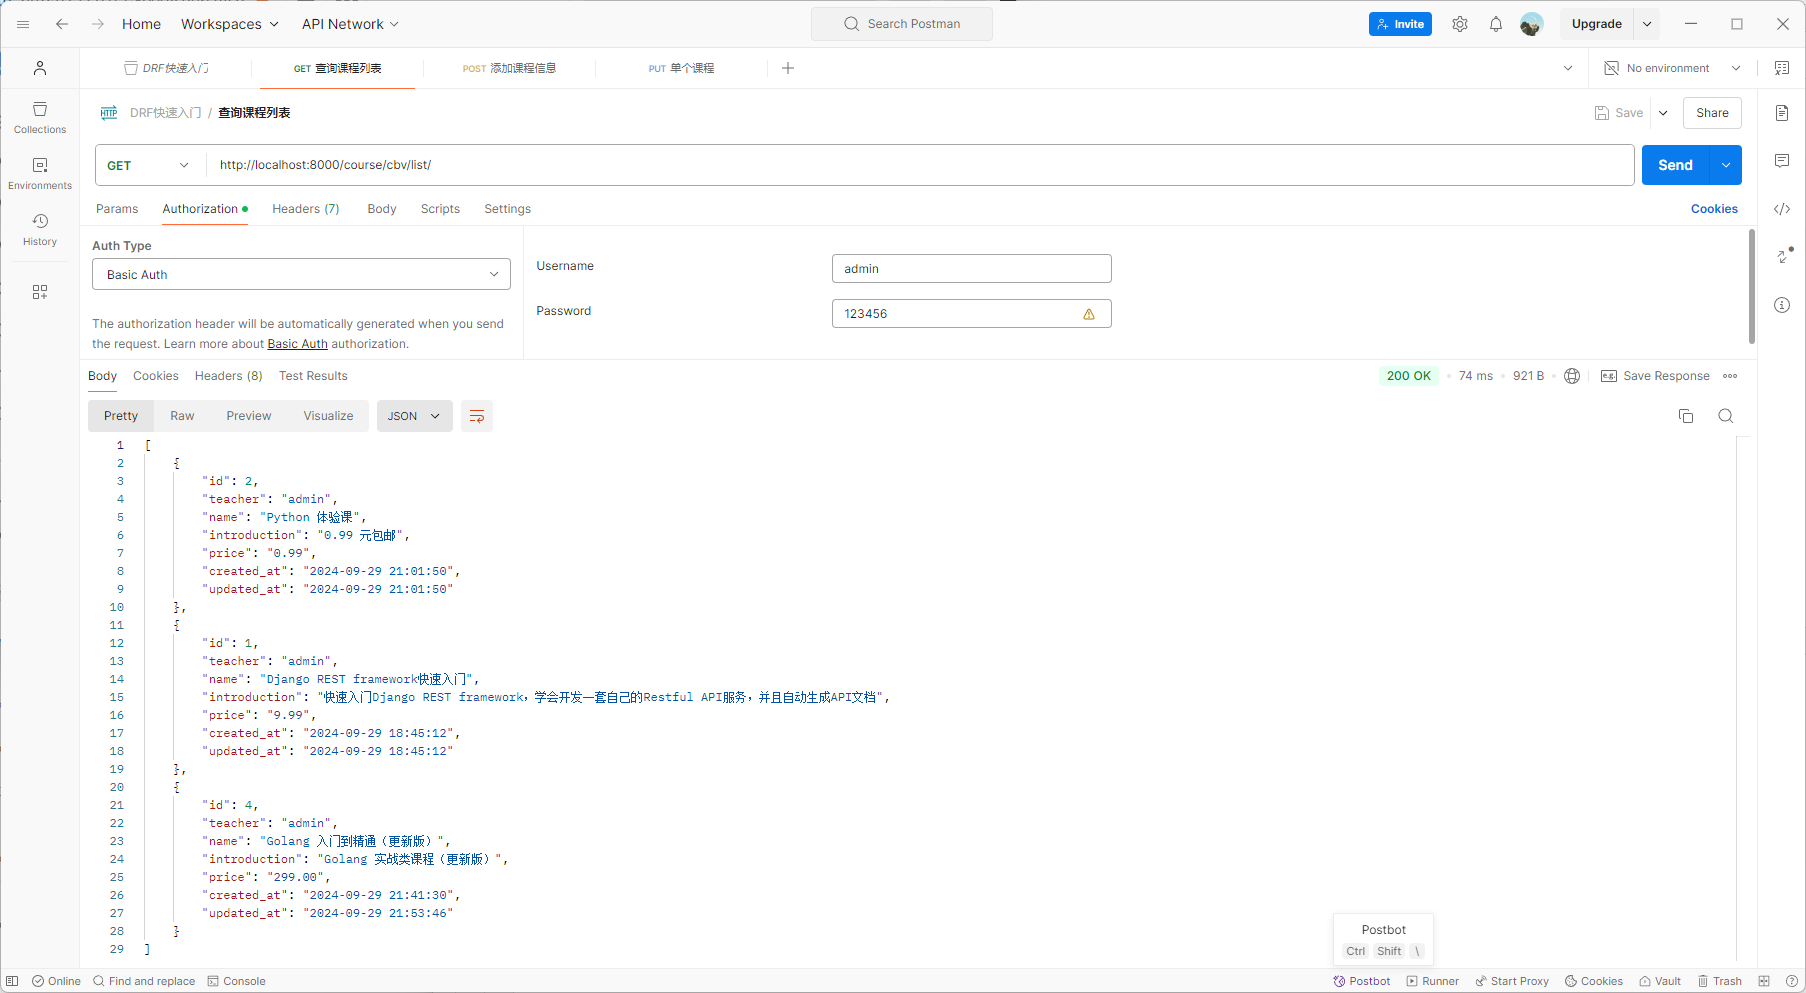 Home Workspaces API Network Search Postman Invite Upgrade
DRF快速入门 GET 查询课程列表 POST 添加课程信息 PUT 单个课程 No environment
HTTP DRF快速入门 / 查询课程列表 Save Share
Collections
Environments
History
GET http://localhost:8000/course/cbv/list/ Send
Params Authorization Headers (7) Body Scripts Settings Cookies
Auth Type
Basic Auth
The authorization header will be automatically generated when you send
the request. Learn more about Basic Auth authorization.
Username admin
Password 123456
Body Cookies Headers (8) Test Results 200 OK 74 ms 921 B e.g. Save Response
Pretty Raw Preview Visualize JSON
1 [
2 {
3 "id": 2,
4 "teacher": "admin",
5 "name": "Python 体验课",
6 "introduction": "0.99 元包邮",
7 "price": "0.99",
8 "created_at": "2024-09-29 21:01:50",
9 "updated_at": "2024-09-29 21:01:50"
10 },
11 {
12 "id": 1,
13 "teacher": "admin",
14 "name": "Django REST framework快速入门",
15 "introduction": "快速入门Django REST framework，学会开发一套自己的Restful API服务，并且自动生成API文档",
16 "price": "9.99",
17 "created_at": "2024-09-29 18:45:12",
18 "updated_at": "2024-09-29 18:45:12"
19 },
20 {
21 "id": 4,
22 "teacher": "admin",
23 "name": "Golang 入门到精通（更新版）",
24 "introduction": "Golang 实战类课程（更新版）",
25 "price": "299.00",
26 "created_at": "2024-09-29 21:41:30",
27 "updated_at": "2024-09-29 21:53:46"
28 }
29 ]
Postbot
Ctrl Shift \
Online Find and replace Console Postbot Runner Start Proxy Cookies Vault Trash